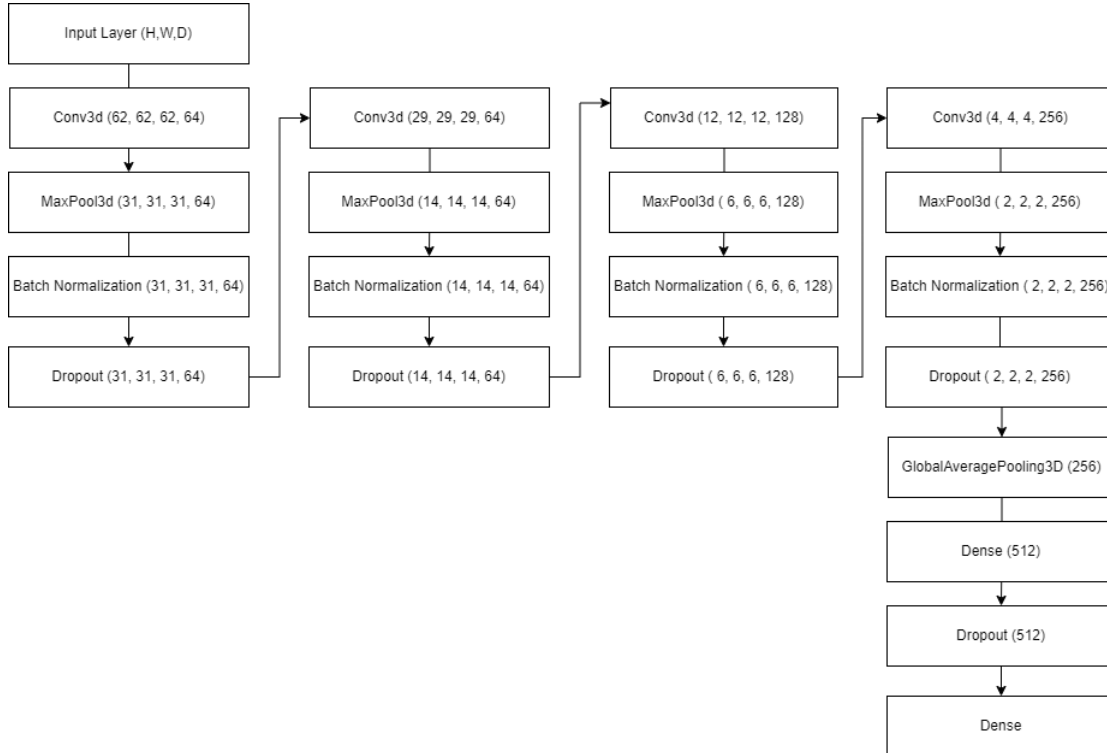 Input Layer (H,W,D)
Conv3d (62, 62, 62, 64)
MaxPool3d (31, 31, 31, 64)
Batch Normalization (31, 31, 31, 64)
Dropout (31, 31, 31, 64)
Conv3d (29, 29, 29, 64)
MaxPool3d (14, 14, 14, 64)
Batch Normalization (14, 14, 14, 64)
Dropout (14, 14, 14, 64)
Conv3d (12, 12, 12, 128)
MaxPool3d ( 6, 6, 6, 128)
Batch Normalization ( 6, 6, 6, 128)
Dropout ( 6, 6, 6, 128)
Conv3d (4, 4, 4, 256)
MaxPool3d ( 2, 2, 2, 256)
Batch Normalization ( 2, 2, 2, 256)
Dropout ( 2, 2, 2, 256)
GlobalAveragePooling3D (256)
Dense (512)
Dropout (512)
Dense